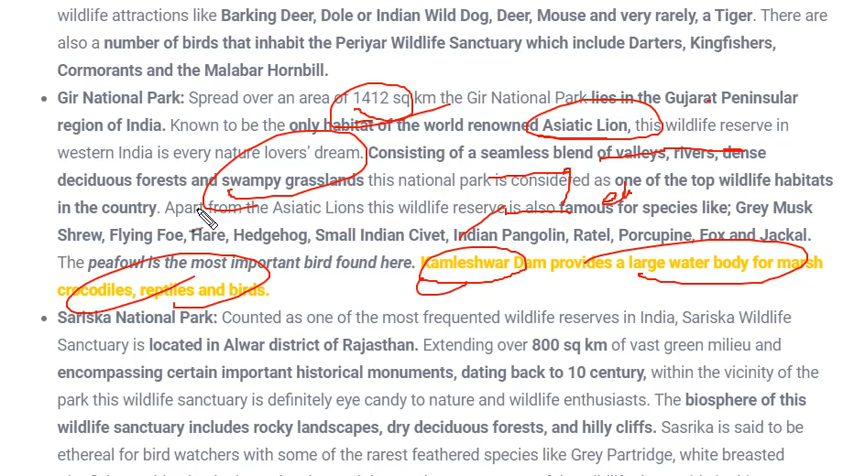 wildlife attractions like Barking Deer, Dole or Indian Wild Dog, Deer, Mouse and very rarely, a Tiger. There are
also a number of birds that inhabit the Periyar Wildlife Sanctuary which include Darters, Kingfishers,
Cormorants and the Malabar Hornbill.
• Gir National Park: Spread over an area of 1412 sq km the Gir National Park lies in the Gujarat Peninsular
region of India. Known to be the only habitat of the world renowned Asiatic Lion, this wildlife reserve in
western India is every nature lovers' dream. Consisting of a seamless blend of valleys, rivers, dense
deciduous forests and swampy grasslands this national park is considered as one of the top wildlife habitats
in the country. Apart from the Asiatic Lions this wildlife reserve is also famous for species like; Grey Musk
Shrew, Flying Foe, Hare, Hedgehog, Small Indian Civet, Indian Pangolin, Ratel, Porcupine, Fox and Jackal.
The peafowl is the most important bird found here. Kamleshwar Dam provides a large water body for marsh
crocodiles, reptiles and birds.
• Sariska National Park: Counted as one of the most frequented wildlife reserves in India, Sariska Wildlife
Sanctuary is located in Alwar district of Rajasthan. Extending over 800 sq km of vast green milieu and
encompassing certain important historical monuments, dating back to 10 century, within the vicinity of the
park this wildlife sanctuary is definitely eye candy to nature and wildlife enthusiasts. The biosphere of this
wildlife sanctuary includes rocky landscapes, dry deciduous forests, and hilly cliffs. Sasrika is said to be
ethereal for bird watchers with some of the rarest feathered species like Grey Partridge, white breasted